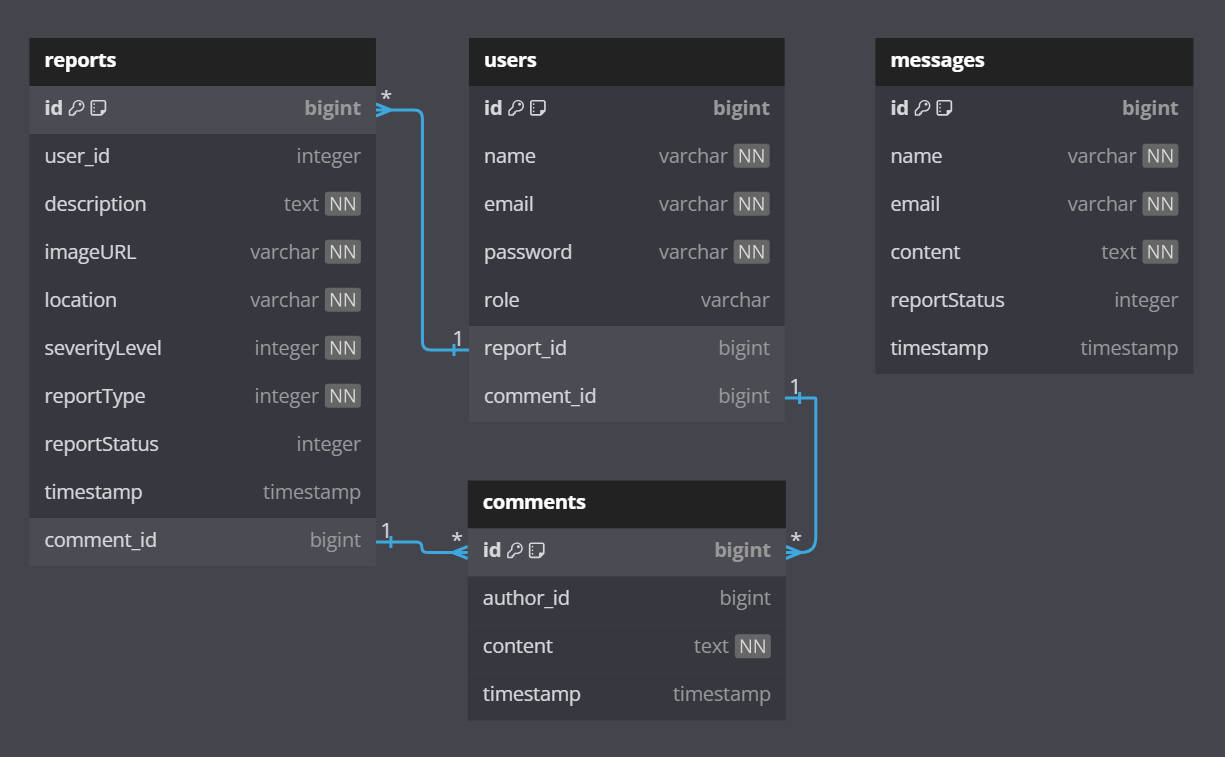 reports
id bigint
user_id integer
description text NN
imageURL varchar NN
location varchar NN
severityLevel integer NN
reportType integer NN
reportStatus integer
timestamp timestamp
comment_id bigint
*
1
users
id bigint
name varchar NN
email varchar NN
password varchar NN
role varchar
1
report_id bigint
comment_id bigint
1
comments
*
id bigint
*
author_id bigint
content text NN
timestamp timestamp
messages
id bigint
name varchar NN
email varchar NN
content text NN
reportStatus integer
timestamp timestamp